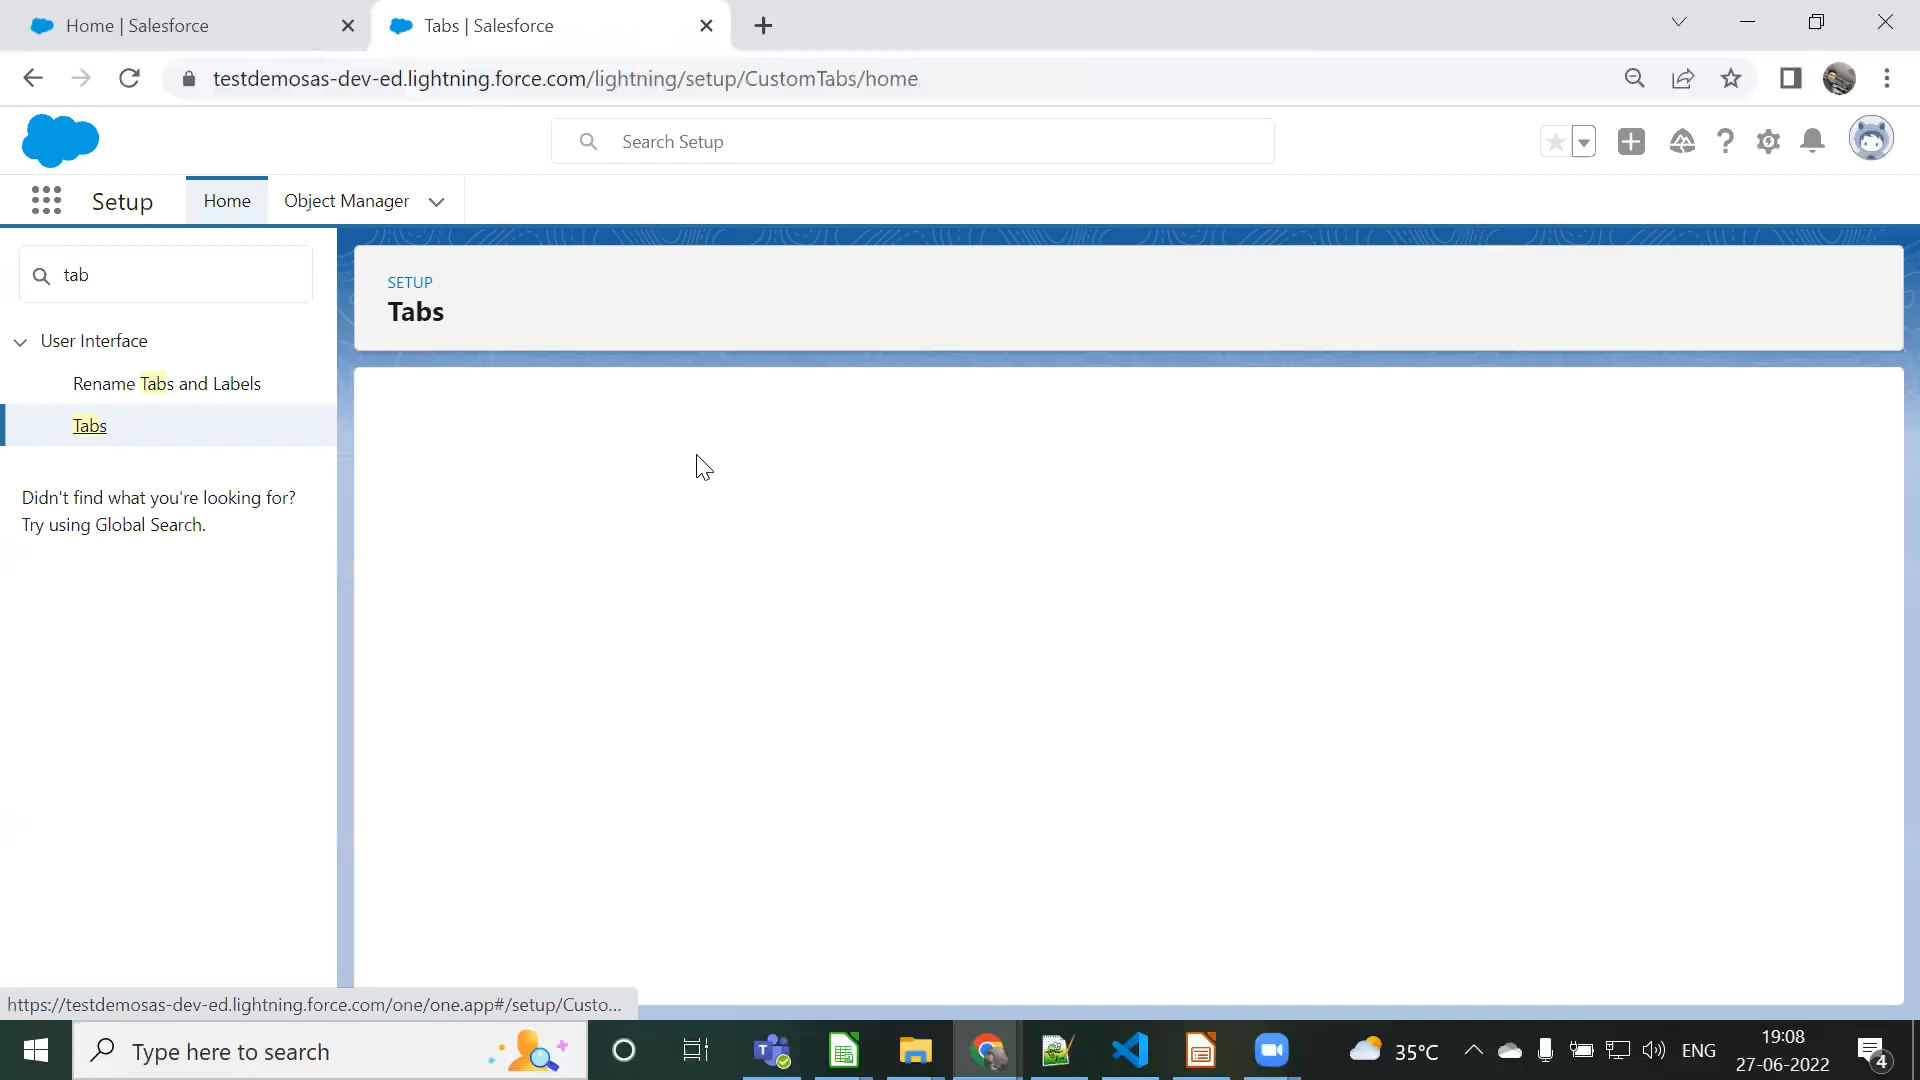 Home | Salesforce
Tabs | Salesforce
testdemosas-dev-ed.lightning.force.com/lightning/setup/CustomTabs/home
Search Setup
Setup
Home
Object Manager
tab
User Interface
Rename Tabs and Labels
Tabs
Didn't find what you're looking for?
Try using Global Search.
SETUP
Tabs
https://testdemosas-dev-ed.lightning.force.com/one/one.app#/setup/Custo...
Type here to search
35°C
ENG
19:08
27-06-2022
4